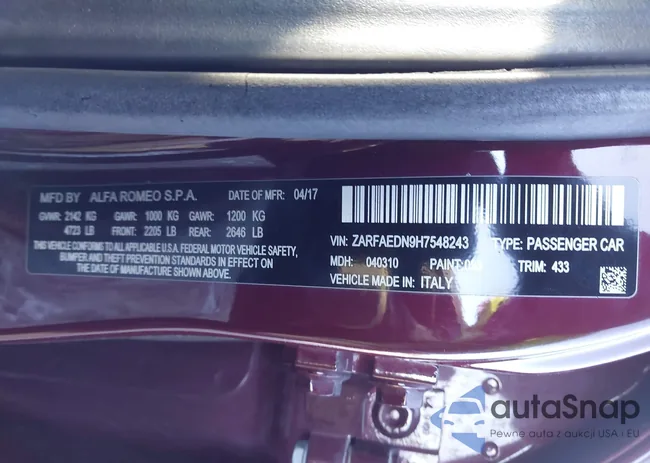 MFD BY ALFA ROMEO S.P.A. DATE OF MFR: 04/17
GVWR: 2142 KG GAWR: 1000 KG GAWR: 1200 KG
4723 LB FRONT: 2205 LB REAR: 2646 LB
THIS VEHICLE CONFORMS TO ALL APPLICABLE U.S.A. FEDERAL MOTOR VEHICLE SAFETY,
BUMPER AND THEFT PREVENTION STANDARDS IN EFFECT ON
THE DATE OF MANUFACTURE SHOWN ABOVE.
VIN: ZARFAEDN9H7548243 TYPE: PASSENGER CAR
MDH: 040310 PAINT: TRIM: 433
VEHICLE MADE IN: ITALY
autaSnap
Pewne auta z aukcji USA i EU